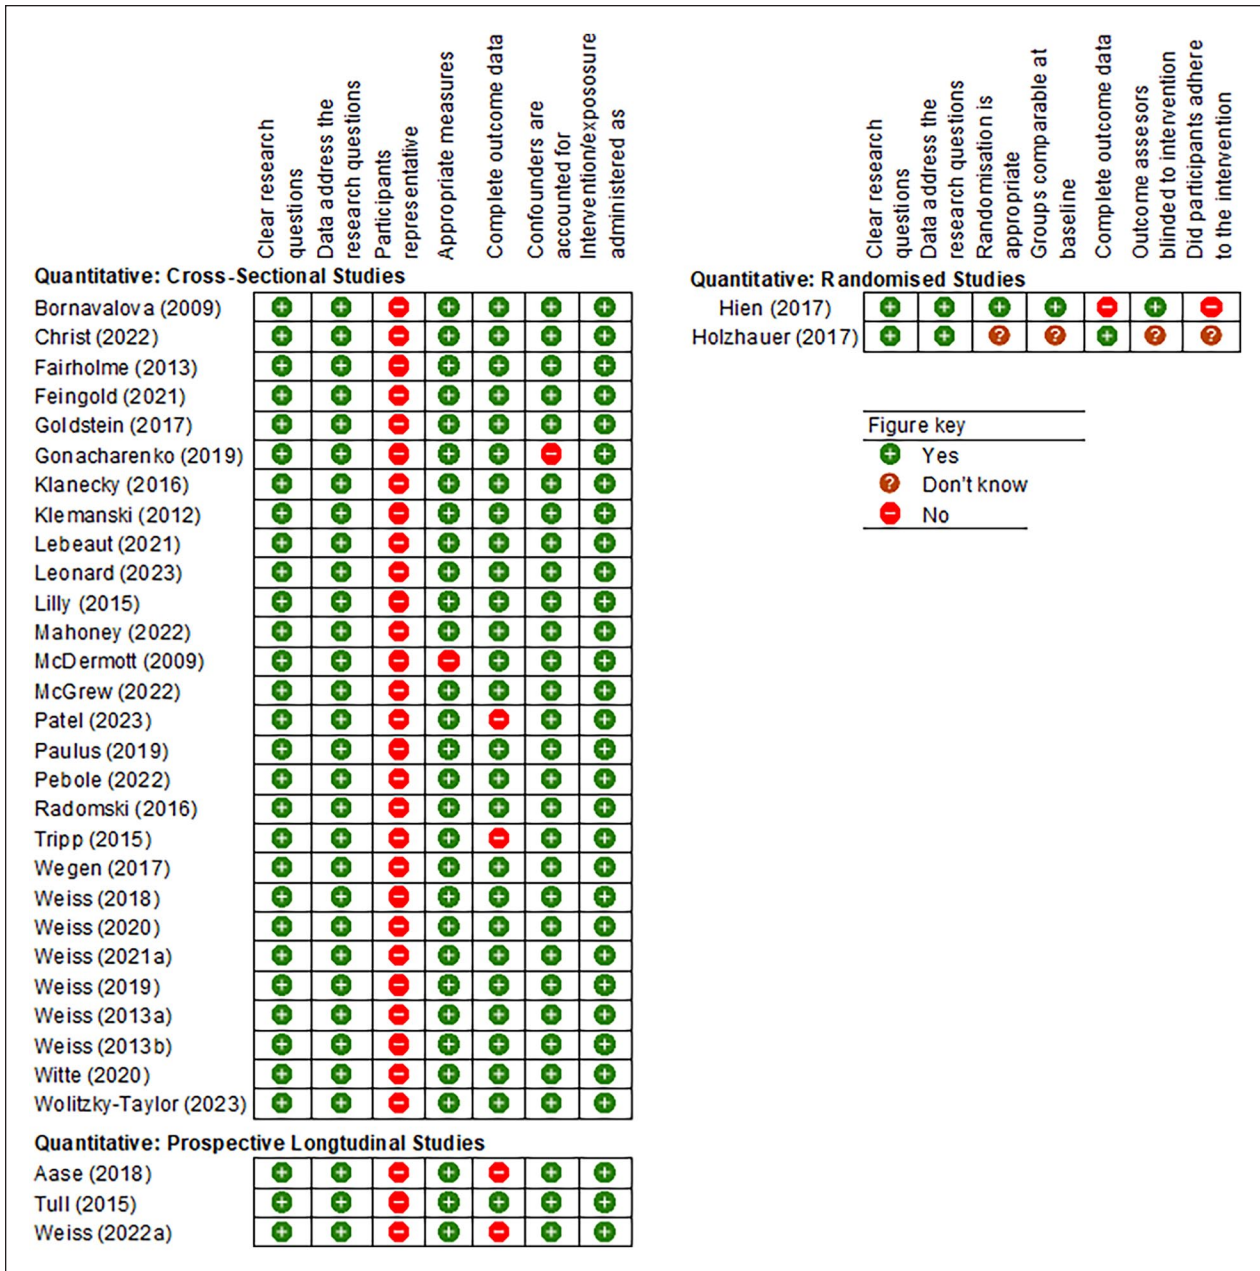 Clear research
questions
Data address the
research questions
Participants
representative
Appropriate measures
Complete outcome data
Confounders are
accounted for
Intervention/exposoure
administered as
Quantitative: Cross-Sectional Studies
Bornavalova (2009)
Christ (2022)
Fairholme (2013)
Feingold (2021)
Goldstein (2017)
Gonacharenko (2019)
Klanecky (2016)
Klemanski (2012)
Lebeaut (2021)
Leonard (2023)
Lilly (2015)
Mahoney (2022)
McDermott (2009)
McGrew (2022)
Patel (2023)
Paulus (2019)
Pebole (2022)
Radomski (2016)
Tripp (2015)
Wegen (2017)
Weiss (2018)
Weiss (2020)
Weiss (2021a)
Weiss (2019)
Weiss (2013a)
Weiss (2013b)
Witte (2020)
Wolitzky-Taylor (2023)
Quantitative: Prospective Longtudinal Studies
Aase (2018)
Tull (2015)
Weiss (2022a)
Clear research
questions
Data address the
research questions
Randomisation is
appropriate
Groups comparable at
baseline
Complete outcome data
Outcome assessors
blinded to intervention
Did participants adhere
to the intervention
Quantitative: Randomised Studies
Hien (2017)
Holzhauer (2017)
Figure key
Yes
Don't know
No